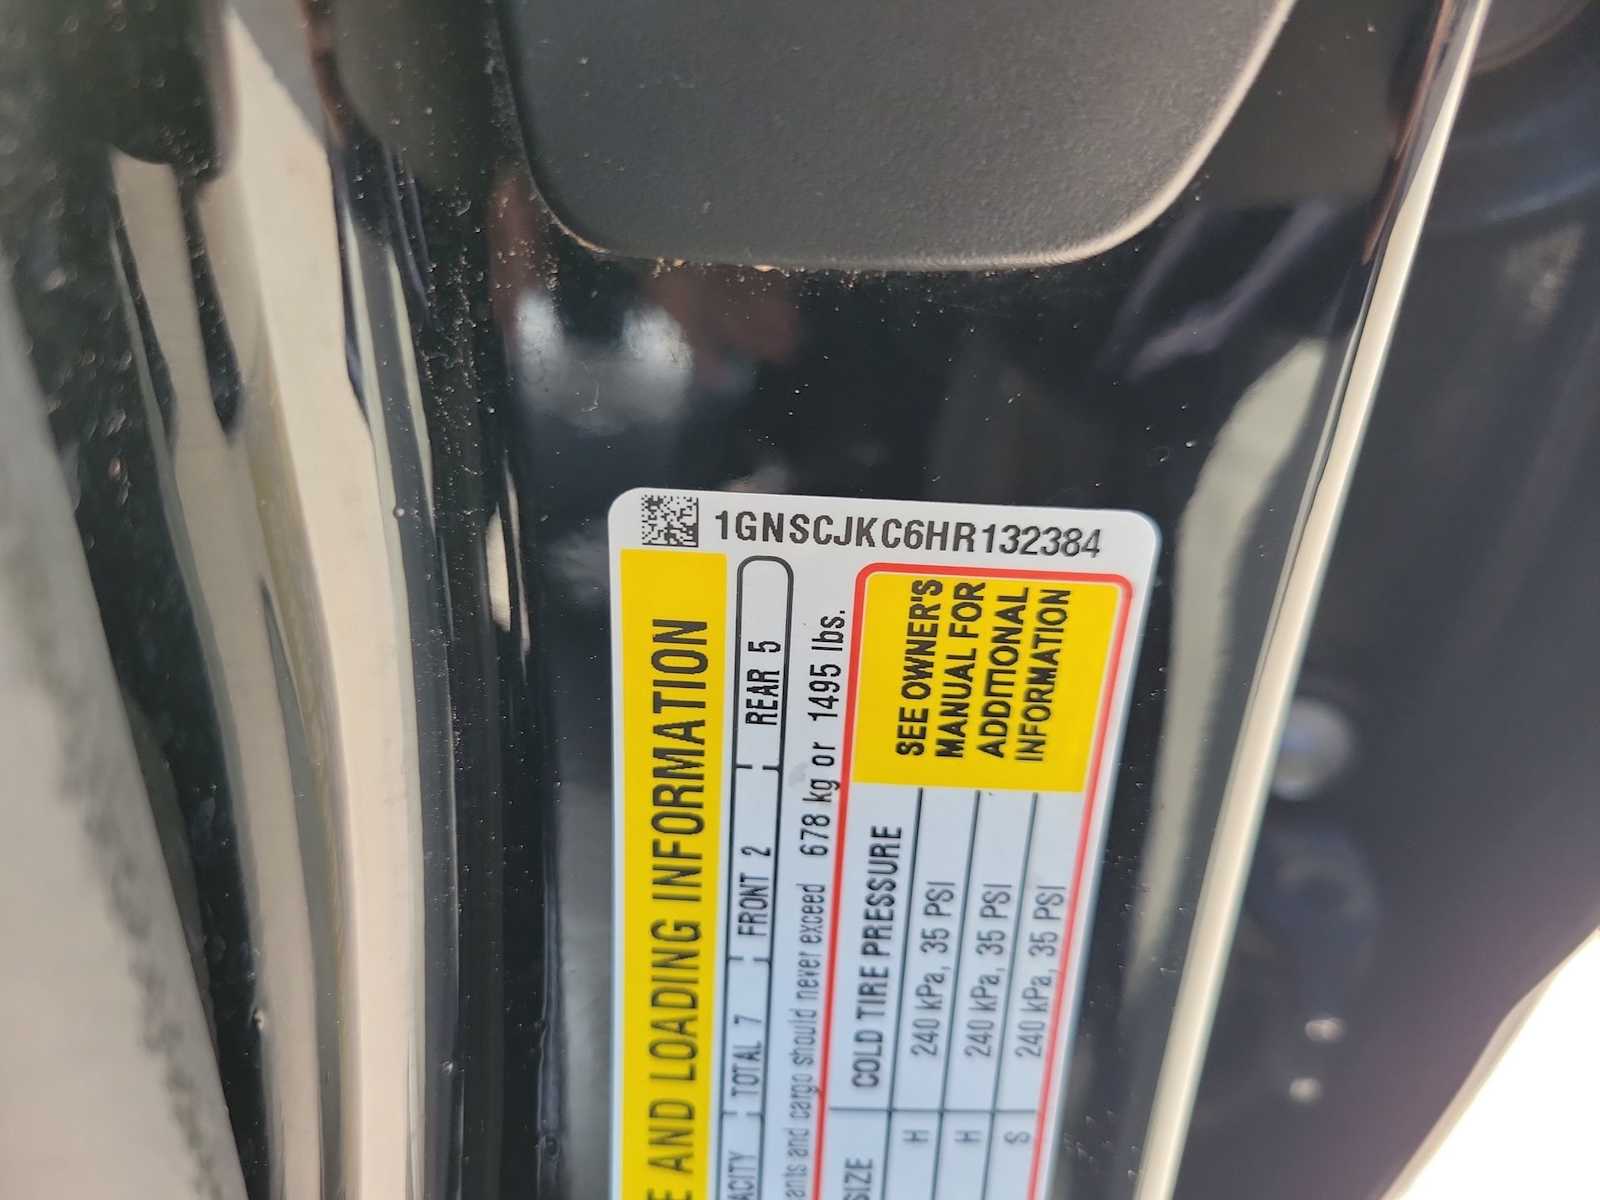 1GNSCJKC6HR132384
E AND LOADING INFORMATION
ACITY TOTAL 7 FRONT 2 REAR 5
ants and cargo should never exceed 678 kg or 1495 lbs.
SIZE COLD TIRE PRESSURE
H 240 kPa, 35 PSI
H 240 kPa, 35 PSI
S 240 kPa, 35 PSI
SEE OWNER'S
MANUAL FOR
ADDITIONAL
INFORMATION